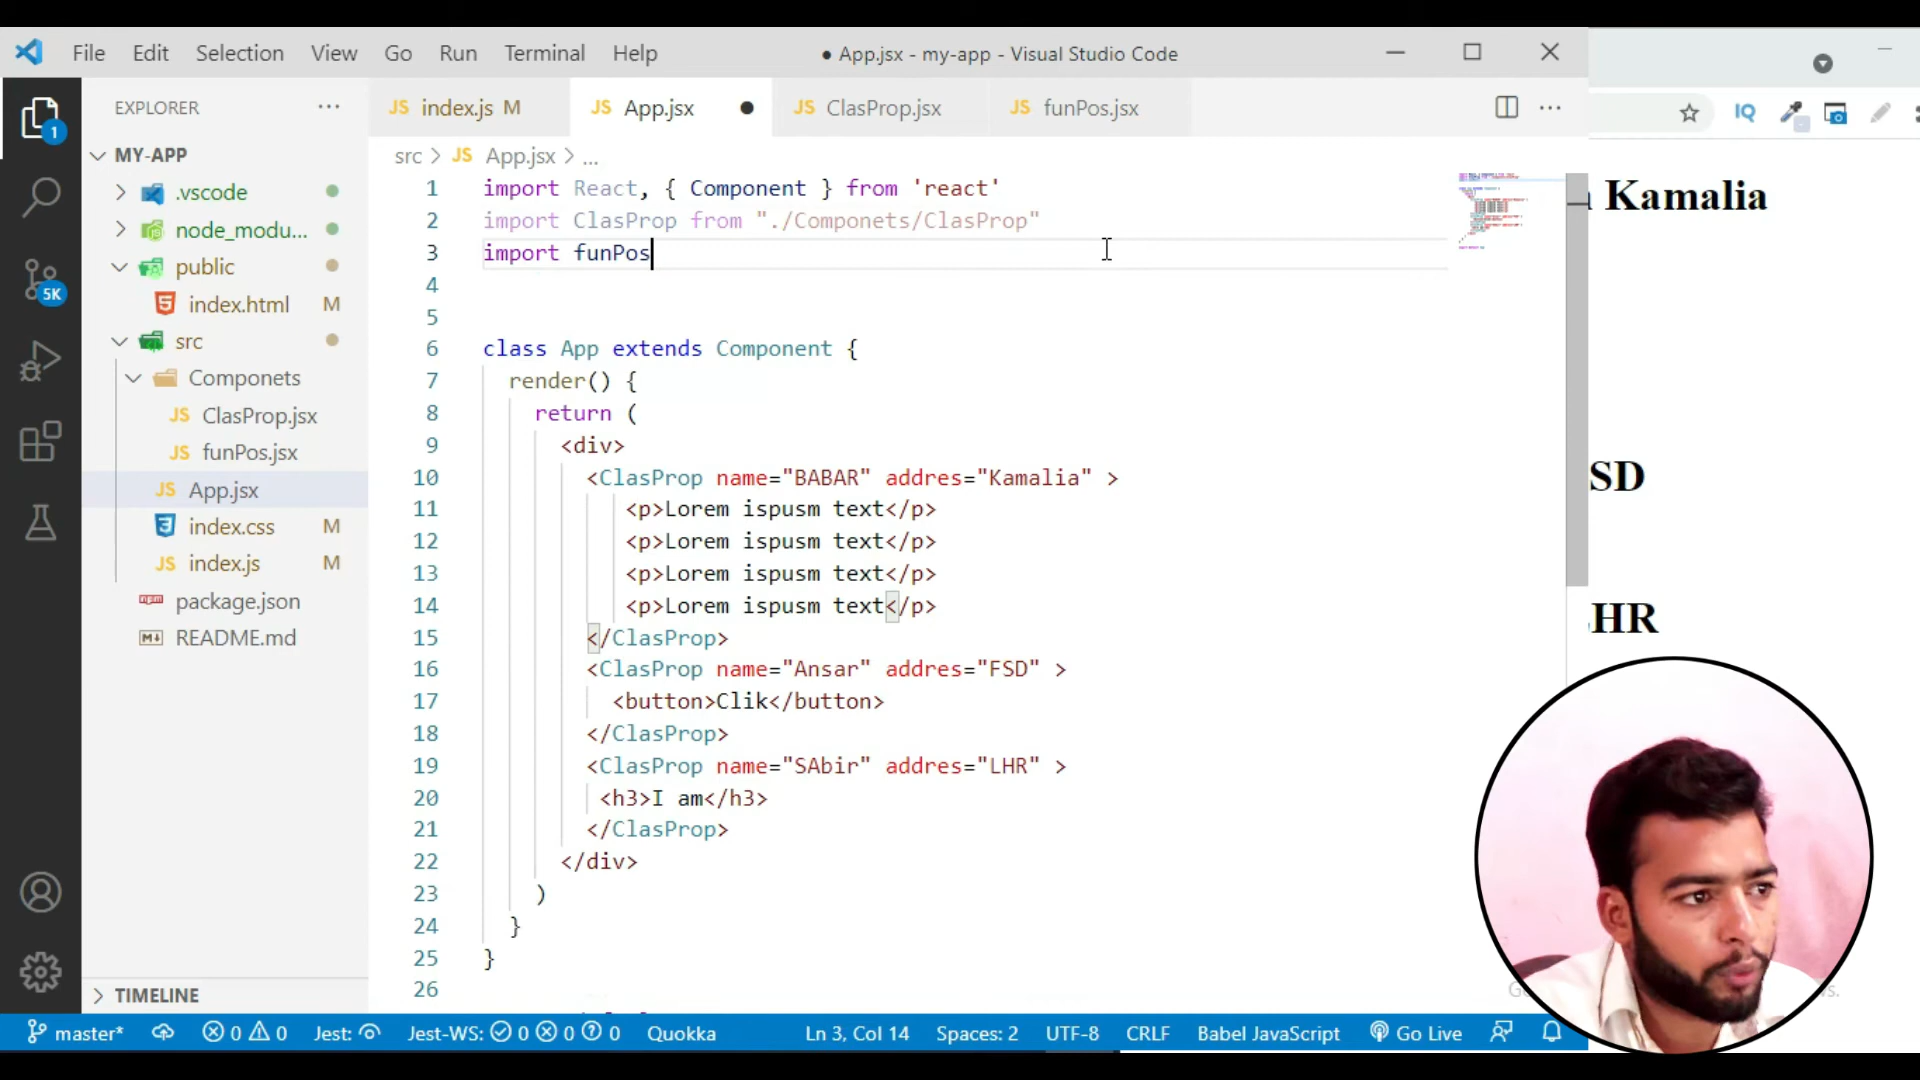 File Edit Selection View Go Run Terminal Help
● App.jsx - my-app - Visual Studio Code
EXPLORER
JS index.js M
JS App.jsx
JS ClasProp.jsx
JS funPos.jsx
src > JS App.jsx > ...
1
5K
MY-APP
.vscode
node_modu...
public
index.html M
src
Componets
JS ClasProp.jsx
JS funPos.jsx
JS App.jsx
index.css M
JS index.js M
package.json
README.md
TIMELINE
1 import React, { Component } from 'react'
2 import ClasProp from "./Componets/ClasProp"
3 import funPos
4
5
6 class App extends Component {
7 render() {
8 return (
9 <div>
10 <ClasProp name="BABAR" addres="Kamalia" >
11 <p>Lorem ispusm text</p>
12 <p>Lorem ispusm text</p>
13 <p>Lorem ispusm text</p>
14 <p>Lorem ispusm text</p>
15 </ClasProp>
16 <ClasProp name="Ansar" addres="FSD" >
17 <button>Clik</button>
18 </ClasProp>
19 <ClasProp name="SAbir" addres="LHR" >
20 <h3>I am</h3>
21 </ClasProp>
22 </div>
23 )
24 }
25 }
26
IQ
Kamalia
SD
HR
master* 0 0 Jest: Jest-WS: 0 0 0 Quokka Ln 3, Col 14 Spaces: 2 UTF-8 CRLF Babel JavaScript Go Live